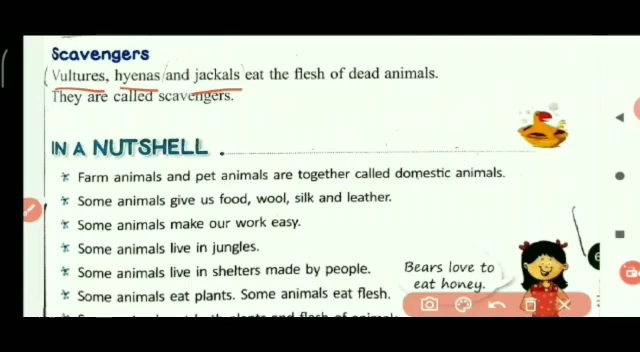 Scavengers
Vultures, hyenas and jackals eat the flesh of dead animals.
They are called scavengers.
IN A NUTSHELL
Farm animals and pet animals are together called domestic animals.
Some animals give us food, wool, silk and leather.
Some animals make our work easy.
Some animals live in jungles.
Some animals live in shelters made by people.
Some animals eat plants. Some animals eat flesh.
Bears love to
eat honey.